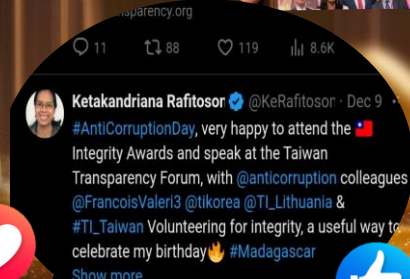 nsparency.org
11 88 119 8.6K
Ketakandriana Rafitoson @KeRafitoson · Dec 9
#AntiCorruptionDay, very happy to attend the 🇹🇼
Integrity Awards and speak at the Taiwan
Transparency Forum, with @anticorruption colleagues
@FrancoisValeri3 @tikorea @TI_Lithuania &
#TI_Taiwan Volunteering for integrity, a useful way to
celebrate my birthday🔥 #Madagascar
Show more